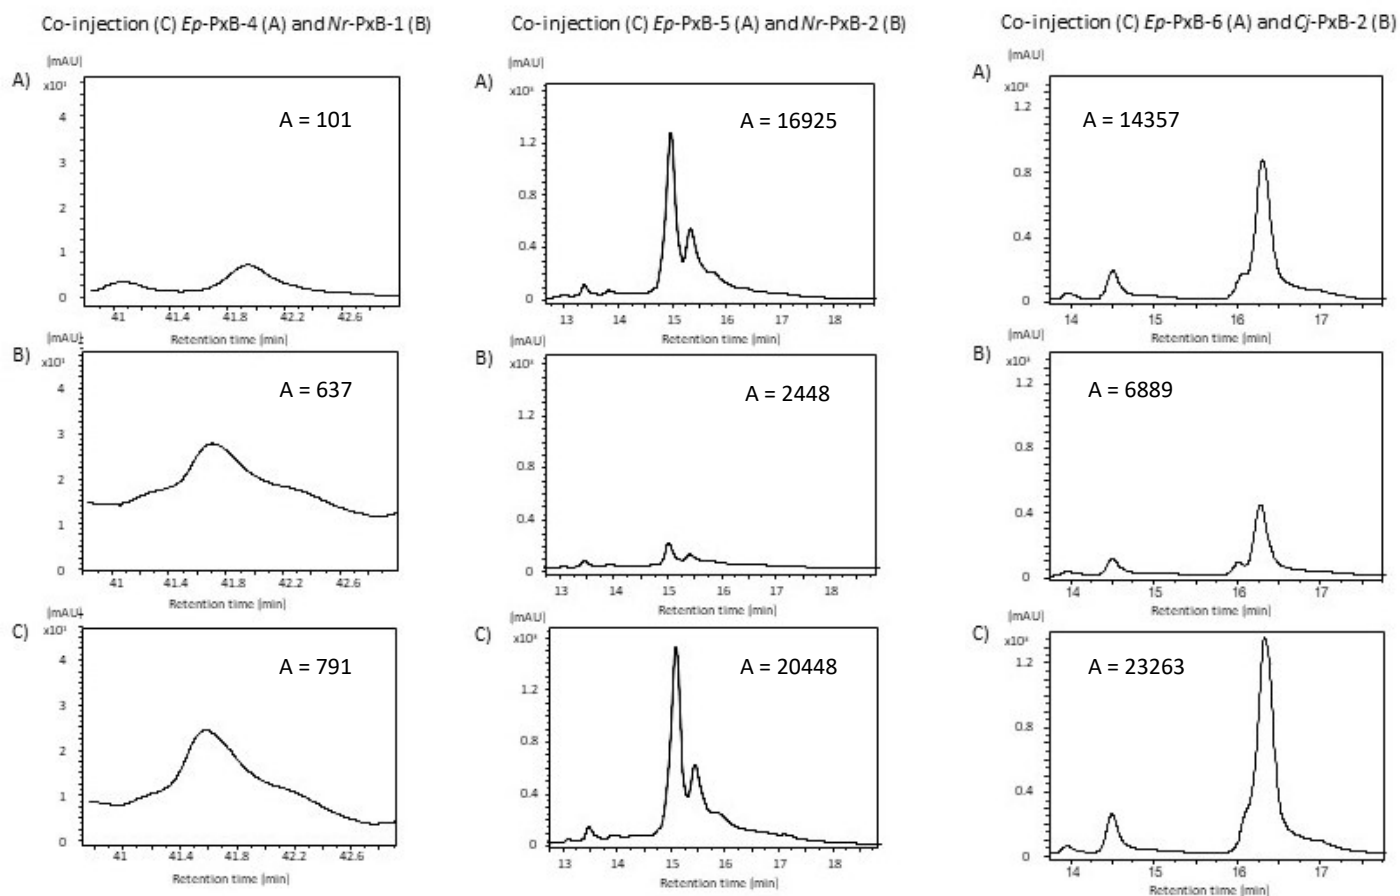 Co-injection (C) Ep-PxB-4 (A) and Nr-PxB-1 (B)
A)
[mAU]
x10¹
A = 101
4
3
2
1
0
41 41.4 41.8 42.2 42.6
Retention time [min]
B)
[mAU]
x10¹
A = 637
4
3
2
1
0
41 41.4 41.8 42.2 42.6
Retention time [min]
C)
[mAU]
x10¹
A = 791
4
3
2
1
0
41 41.4 41.8 42.2 42.6
Retention time [min]
Co-injection (C) Ep-PxB-5 (A) and Nr-PxB-2 (B)
A)
[mAU]
x10³
A = 16925
1.2
0.8
0.4
0
13 14 15 16 17 18
Retention time [min]
B)
[mAU]
x10³
A = 2448
1.2
0.8
0.4
0
13 14 15 16 17 18
Retention time [min]
C)
[mAU]
x10³
A = 20448
1.2
0.8
0.4
0
13 14 15 16 17 18
Retention time [min]
Co-injection (C) Ep-PxB-6 (A) and Cj-PxB-2 (B)
A)
[mAU]
x10³
A = 14357
1.2
0.8
0.4
0
14 15 16 17
Retention time [min]
B)
[mAU]
x10³
A = 6889
1.2
0.8
0.4
0
14 15 16 17
Retention time [min]
C)
[mAU]
x10³
A = 23263
1.2
0.8
0.4
0
14 15 16 17
Retention time [min]